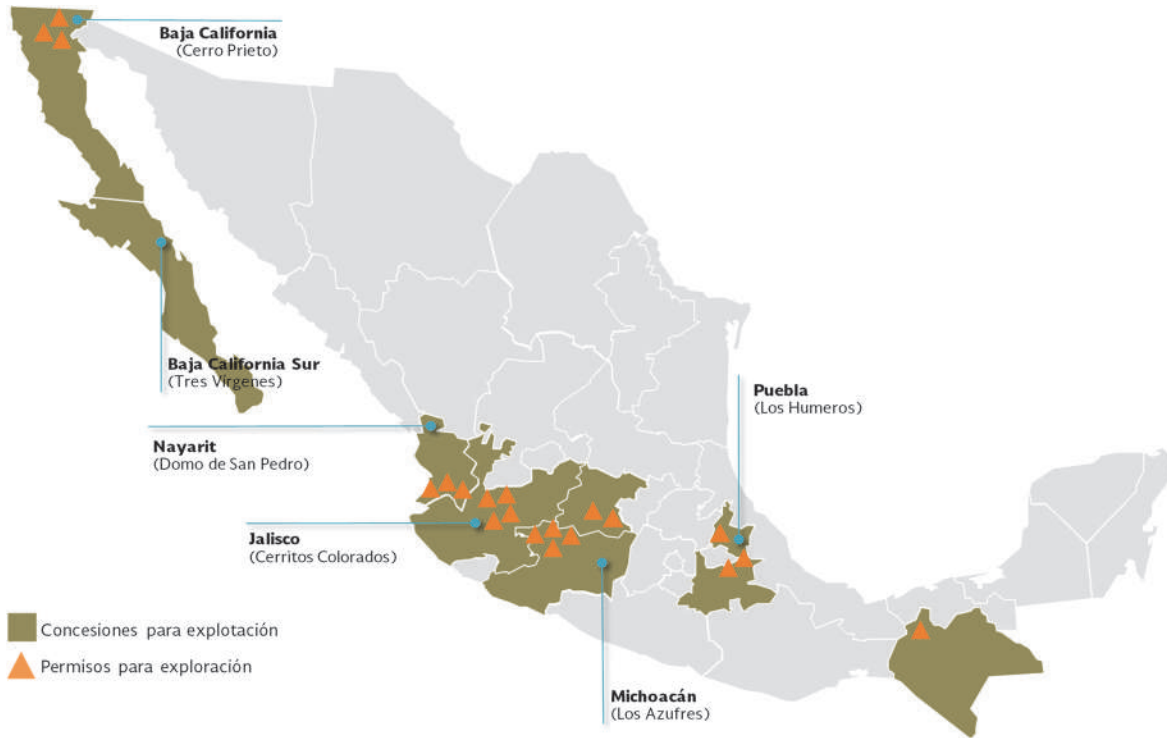 Baja California
(Cerro Prieto)
Baja California Sur
(Tres Vírgenes)
Puebla
(Los Humeros)
Nayarit
(Domo de San Pedro)
Jalisco
(Cerritos Colorados)
Concesiones para explotación
Permisos para exploración
Michoacán
(Los Azufres)